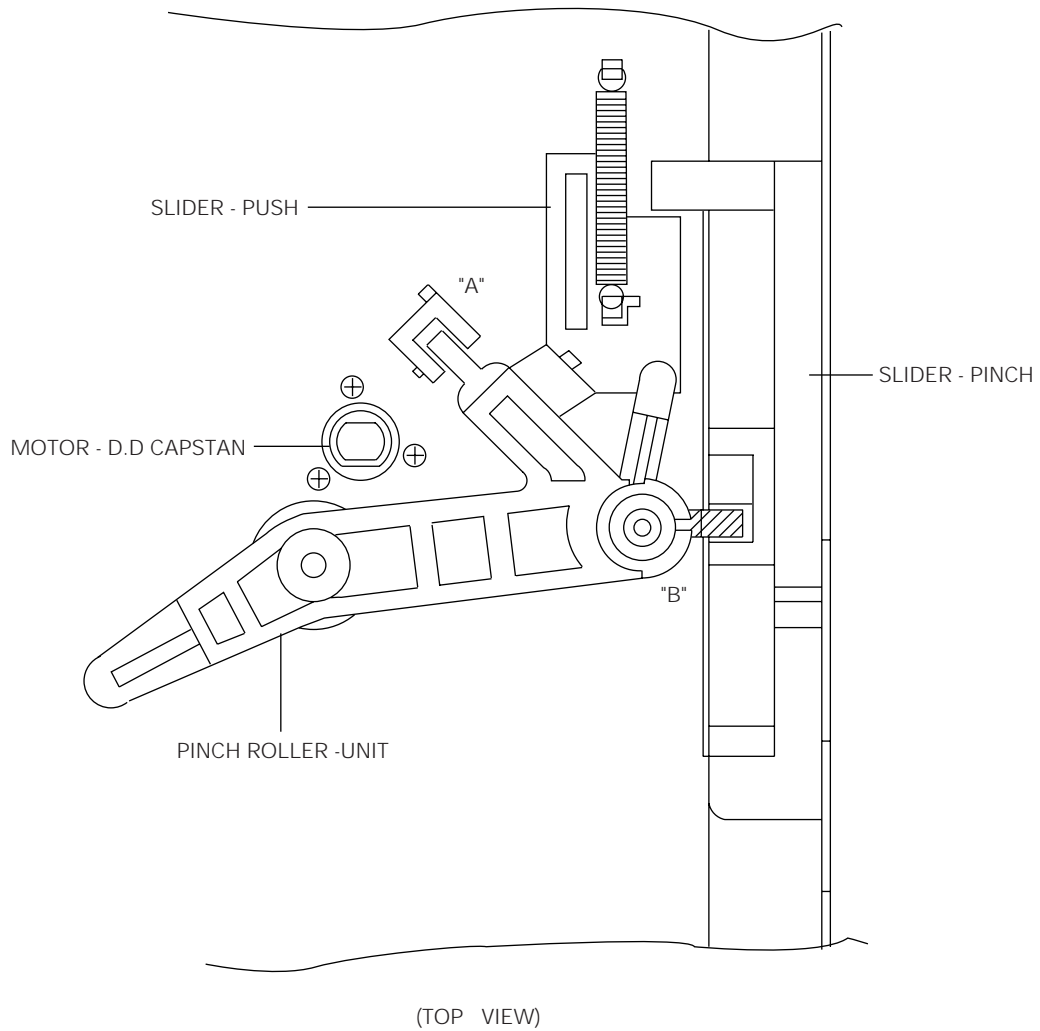 SLIDER - PUSH
"A"
SLIDER - PINCH
MOTOR - D.D CAPSTAN
"B"
PINCH ROLLER -UNIT
(TOP VIEW)